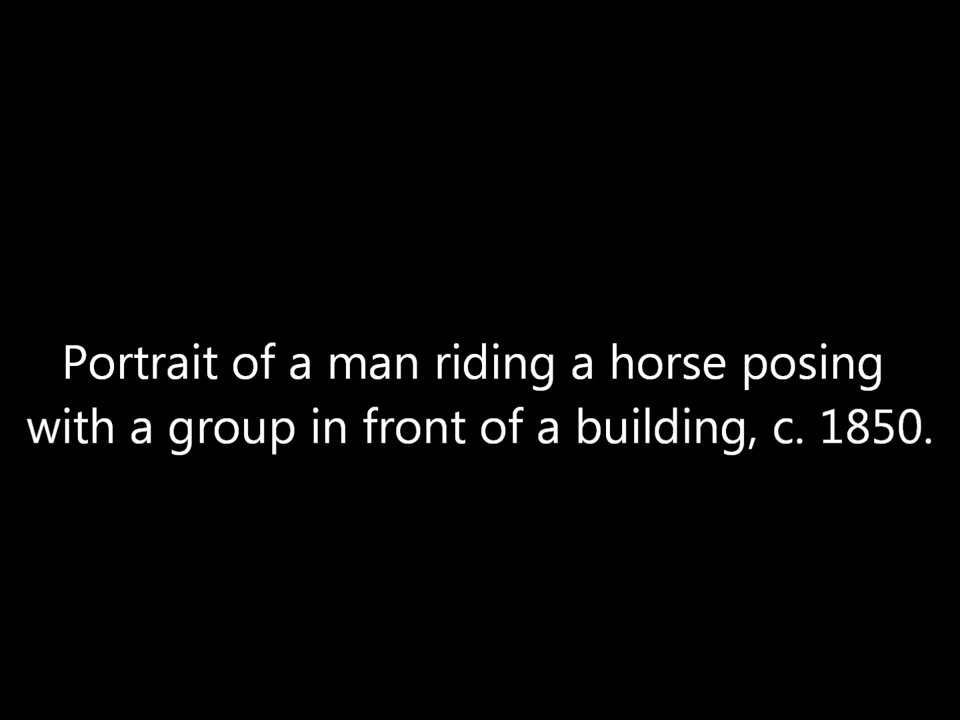 Portrait of a man riding a horse posing
with a group in front of a building, c. 1850.